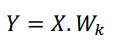 Y = X.W_k